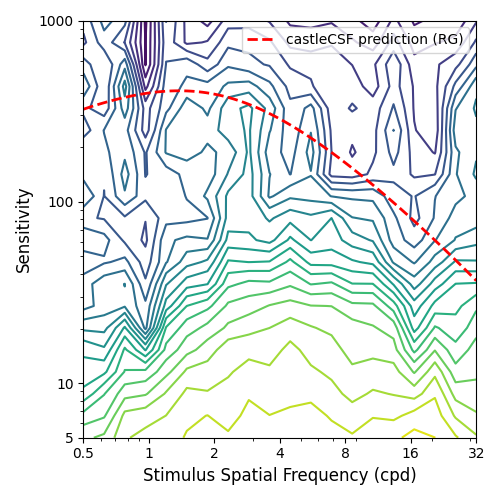 1000
castleCSF prediction (RG)
100
Sensitivity
10
5
0.5 1 2 4 8 16 32
Stimulus Spatial Frequency (cpd)